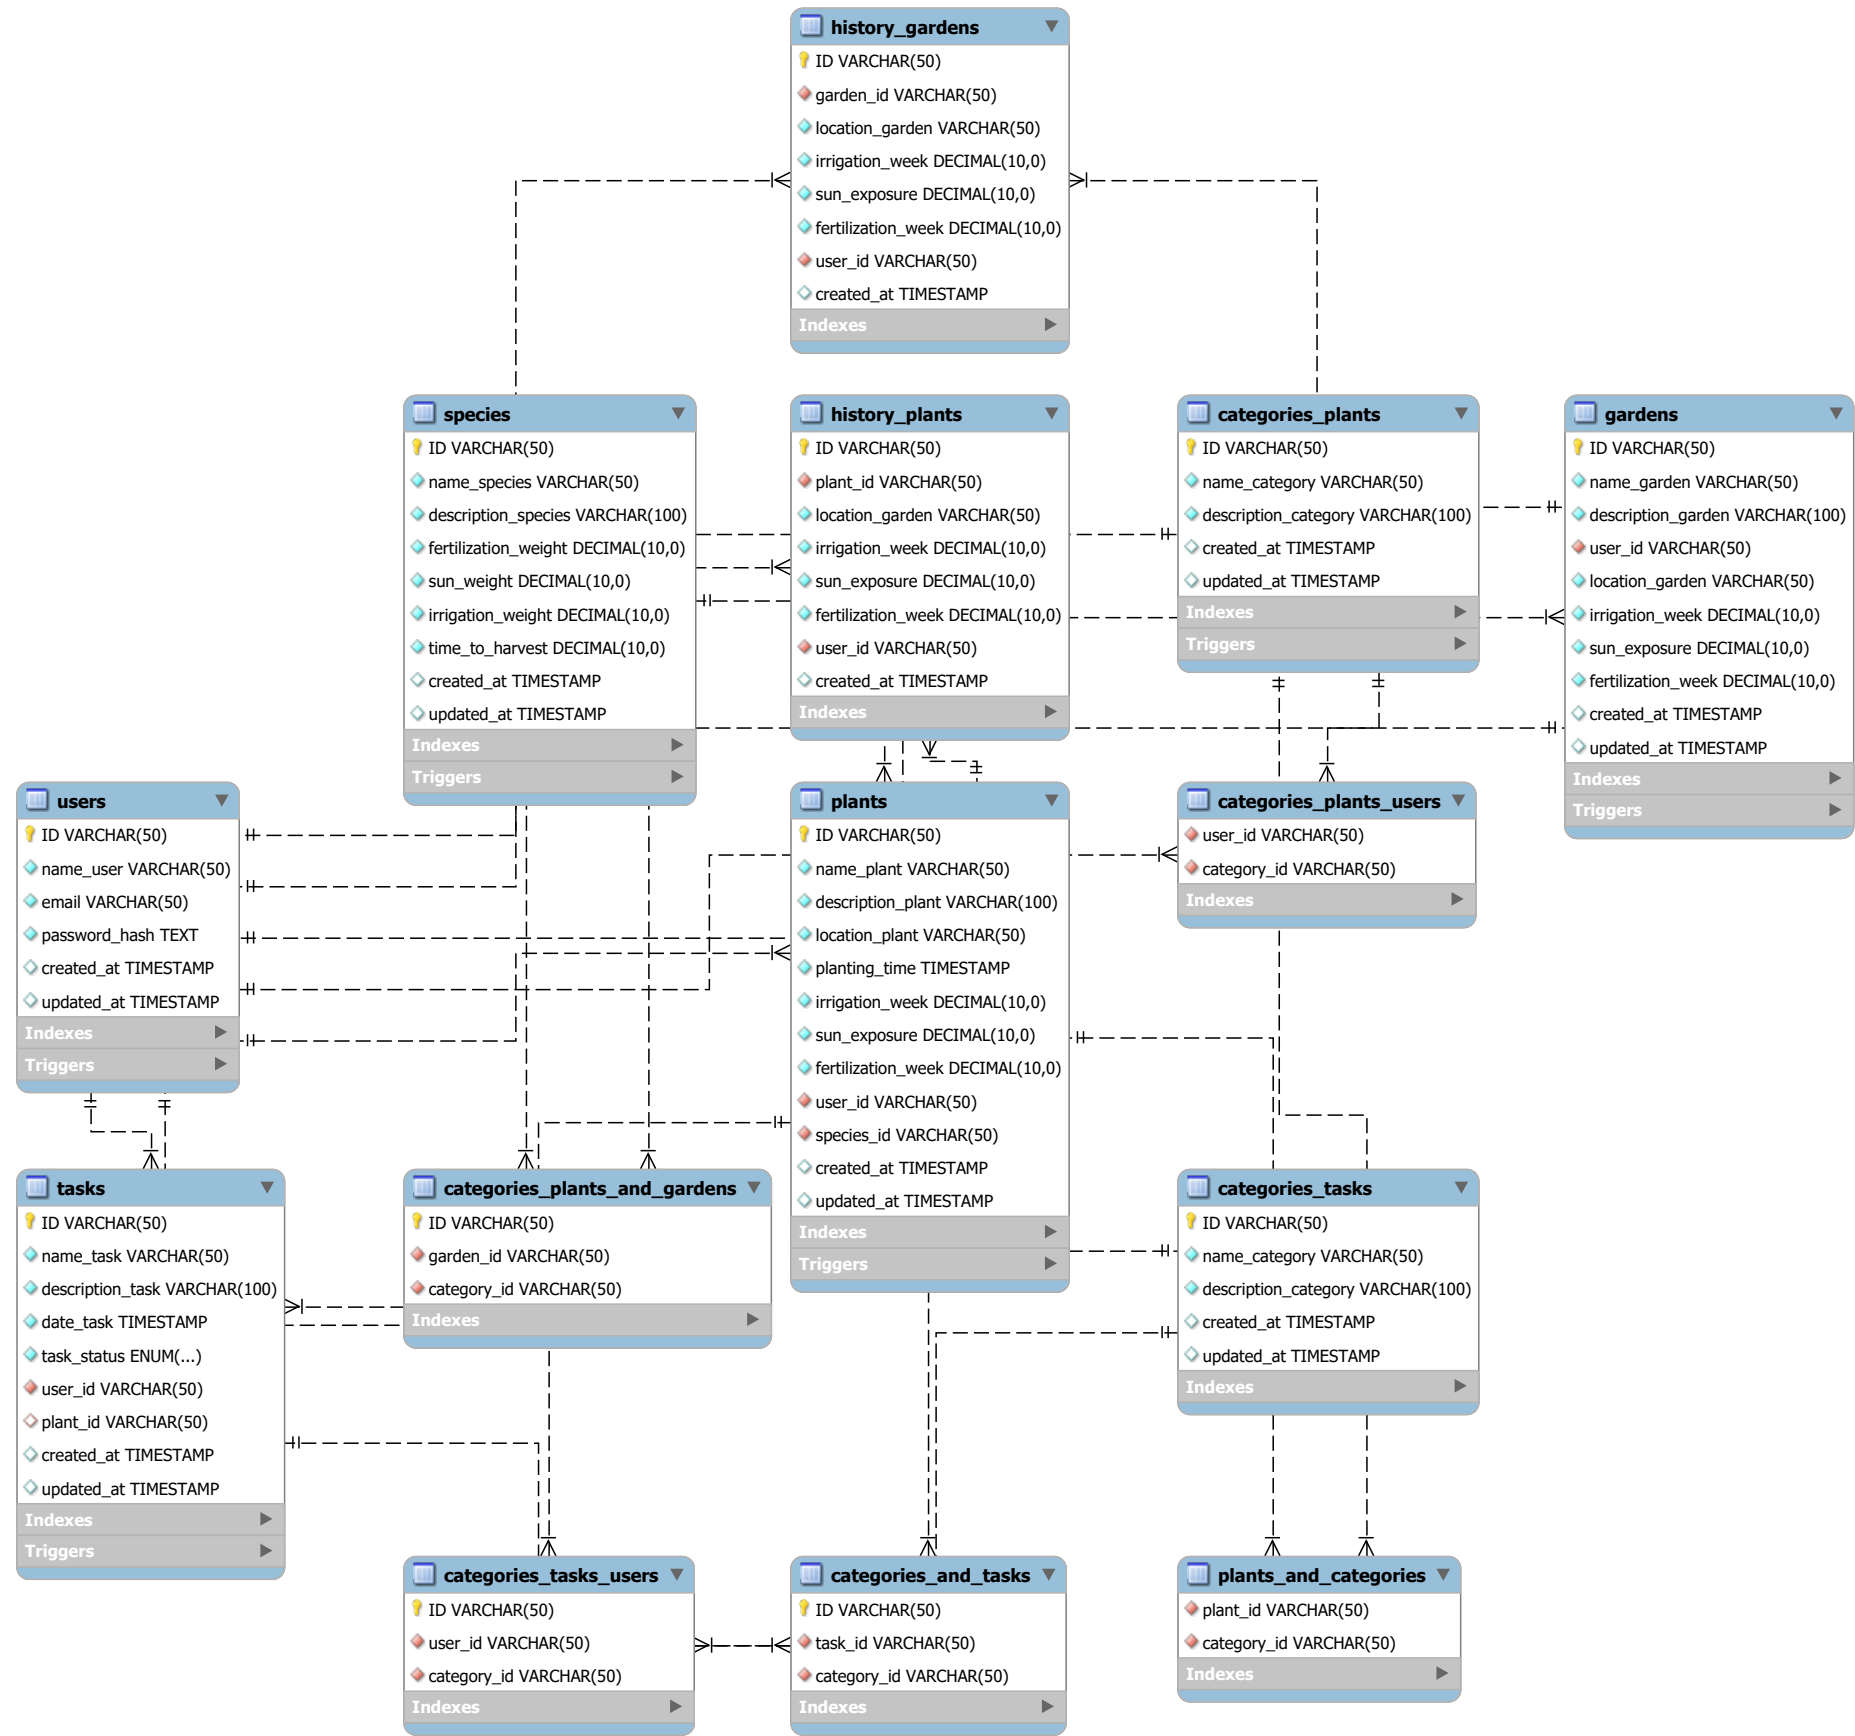 history_gardens
ID VARCHAR(50)
garden_id VARCHAR(50)
location_garden VARCHAR(50)
irrigation_week DECIMAL(10,0)
sun_exposure DECIMAL(10,0)
fertilization_week DECIMAL(10,0)
user_id VARCHAR(50)
created_at TIMESTAMP
Indexes
species
ID VARCHAR(50)
name_species VARCHAR(50)
description_species VARCHAR(100)
fertilization_weight DECIMAL(10,0)
sun_weight DECIMAL(10,0)
irrigation_weight DECIMAL(10,0)
time_to_harvest DECIMAL(10,0)
created_at TIMESTAMP
updated_at TIMESTAMP
Indexes
Triggers
history_plants
ID VARCHAR(50)
plant_id VARCHAR(50)
location_garden VARCHAR(50)
irrigation_week DECIMAL(10,0)
sun_exposure DECIMAL(10,0)
fertilization_week DECIMAL(10,0)
user_id VARCHAR(50)
created_at TIMESTAMP
Indexes
categories_plants
ID VARCHAR(50)
name_category VARCHAR(50)
description_category VARCHAR(100)
created_at TIMESTAMP
updated_at TIMESTAMP
Indexes
Triggers
gardens
ID VARCHAR(50)
name_garden VARCHAR(50)
description_garden VARCHAR(100)
user_id VARCHAR(50)
location_garden VARCHAR(50)
irrigation_week DECIMAL(10,0)
sun_exposure DECIMAL(10,0)
fertilization_week DECIMAL(10,0)
created_at TIMESTAMP
updated_at TIMESTAMP
Indexes
Triggers
users
ID VARCHAR(50)
name_user VARCHAR(50)
email VARCHAR(50)
password_hash TEXT
created_at TIMESTAMP
updated_at TIMESTAMP
Indexes
Triggers
plants
ID VARCHAR(50)
name_plant VARCHAR(50)
description_plant VARCHAR(100)
location_plant VARCHAR(50)
planting_time TIMESTAMP
irrigation_week DECIMAL(10,0)
sun_exposure DECIMAL(10,0)
fertilization_week DECIMAL(10,0)
user_id VARCHAR(50)
species_id VARCHAR(50)
created_at TIMESTAMP
updated_at TIMESTAMP
Indexes
Triggers
categories_plants_users
user_id VARCHAR(50)
category_id VARCHAR(50)
Indexes
tasks
ID VARCHAR(50)
name_task VARCHAR(50)
description_task VARCHAR(100)
date_task TIMESTAMP
task_status ENUM(...)
user_id VARCHAR(50)
plant_id VARCHAR(50)
created_at TIMESTAMP
updated_at TIMESTAMP
Indexes
Triggers
categories_plants_and_gardens
ID VARCHAR(50)
garden_id VARCHAR(50)
category_id VARCHAR(50)
Indexes
categories_tasks
ID VARCHAR(50)
name_category VARCHAR(50)
description_category VARCHAR(100)
created_at TIMESTAMP
updated_at TIMESTAMP
Indexes
categories_tasks_users
ID VARCHAR(50)
user_id VARCHAR(50)
category_id VARCHAR(50)
Indexes
categories_and_tasks
ID VARCHAR(50)
task_id VARCHAR(50)
category_id VARCHAR(50)
Indexes
plants_and_categories
plant_id VARCHAR(50)
category_id VARCHAR(50)
Indexes